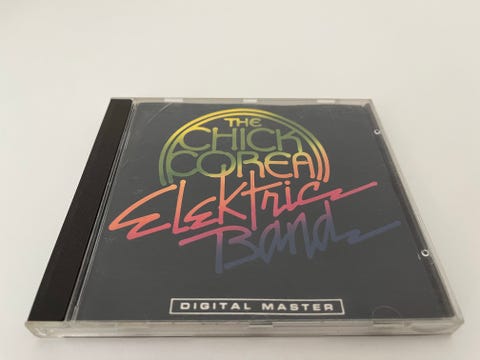 THE
CHICK
COREA
Elektric
Band
DIGITAL MASTER